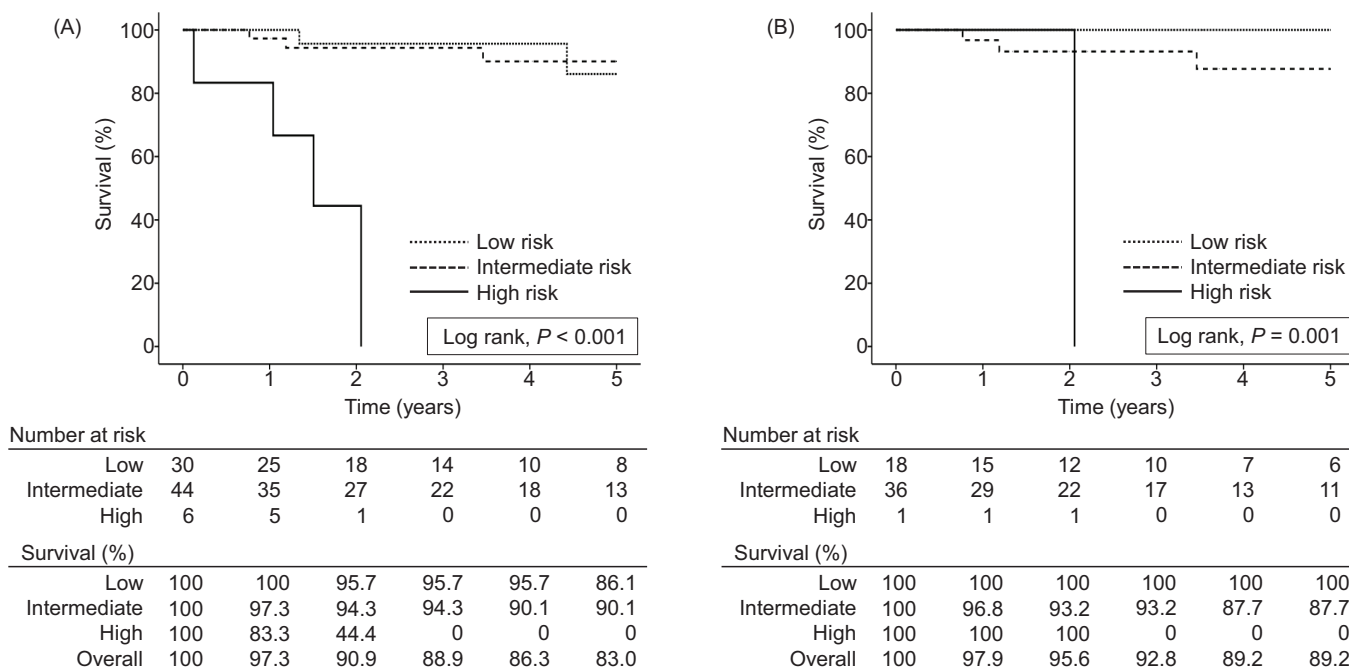 (A)
100
80
60
40
20
0
Survival (%)
Low risk
Intermediate risk
High risk
Log rank, P < 0.001
0 1 2 3 4 5
Time (years)
Number at risk
Low 30 25 18 14 10 8
Intermediate 44 35 27 22 18 13
High 6 5 1 0 0 0
Survival (%)
Low 100 100 95.7 95.7 95.7 86.1
Intermediate 100 97.3 94.3 94.3 90.1 90.1
High 100 83.3 44.4 0 0 0
Overall 100 97.3 90.9 88.9 86.3 83.0
(B)
100
80
60
40
20
0
Survival (%)
Low risk
Intermediate risk
High risk
Log rank, P = 0.001
0 1 2 3 4 5
Time (years)
Number at risk
Low 18 15 12 10 7 6
Intermediate 36 29 22 17 13 11
High 1 1 1 0 0 0
Survival (%)
Low 100 100 100 100 100 100
Intermediate 100 96.8 93.2 93.2 87.7 87.7
High 100 100 100 0 0 0
Overall 100 97.9 95.6 92.8 89.2 89.2